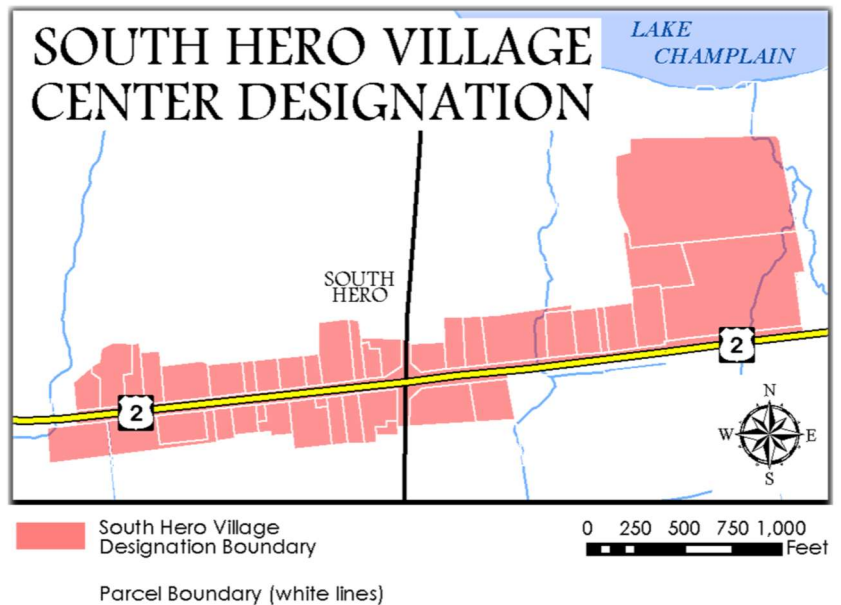 SOUTH HERO VILLAGE
CENTER DESIGNATION
LAKE
CHAMPLAIN
SOUTH
HERO
2
2
N
W E
S
South Hero Village
Designation Boundary
0 250 500 750 1,000
Feet
Parcel Boundary (white lines)